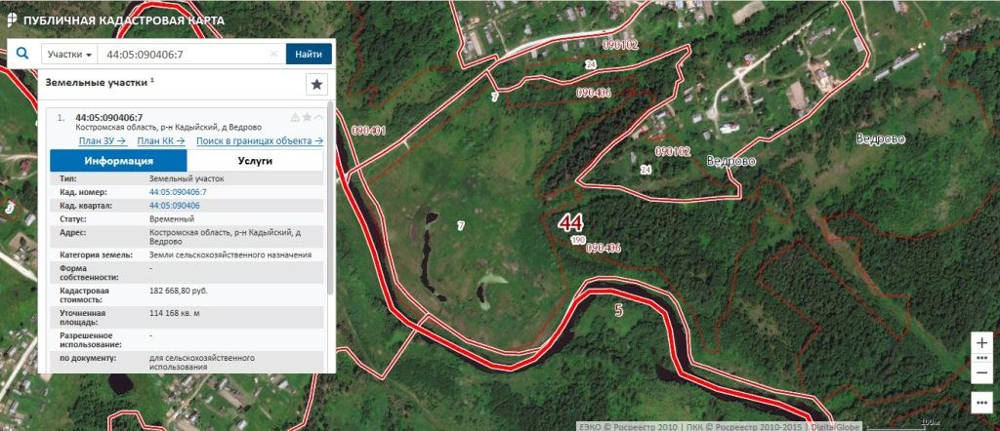 ПУБЛИЧНАЯ КАДАСТРОВАЯ КАРТА
Участки 44:05:090406:7 × Найти
Земельные участки 1
1. 44:05:090406:7
Костромская область, р-н Кадыйский, д Ведрово
План ЗУ → План КК → Поиск в границах объекта →
Информация Услуги
Тип: Земельный участок
Кад. номер: 44:05:090406:7
Кад. квартал: 44:05:090406
Статус: Временный
Адрес: Костромская область, р-н Кадыйский, д
Ведрово
Категория земель: Земли сельскохозяйственного назначения
Форма -
собственности:
Кадастровая 182 668,80 руб.
стоимость:
Уточненная 114 168 кв. м
площадь:
Разрешенное -
использование:
по документу: для сельскохозяйственного
использования
090102
24
7
090406
090401
090102
24
Ведрово
Ведрово
7
44
190
090406
5
3
100м
ЕЭКО © Росреестр 2010 | ПКК © Росреестр 2010-2015 | DigitalGlobe